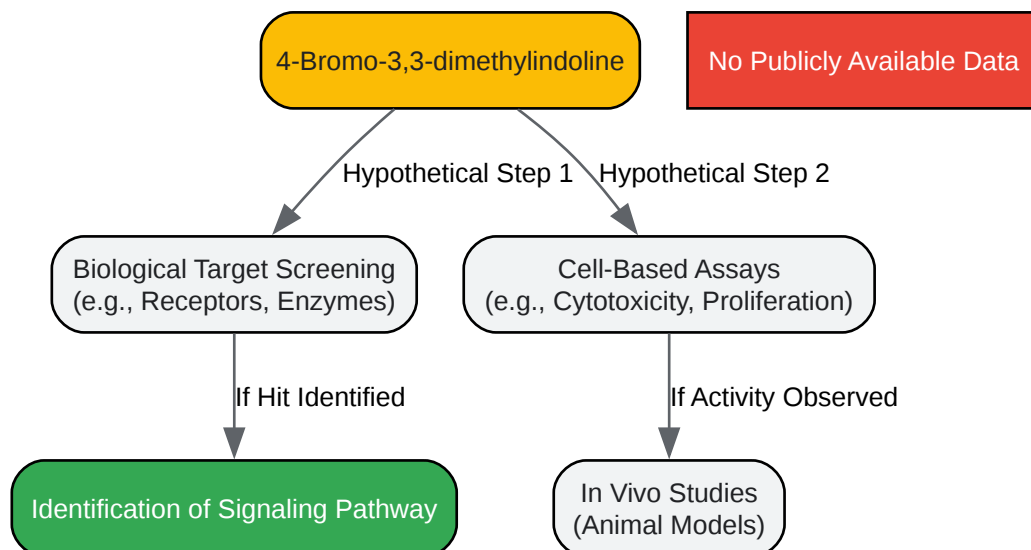 4-Bromo-3,3-dimethylindoline
No Publicly Available Data
Hypothetical Step 1
Hypothetical Step 2
Biological Target Screening
(e.g., Receptors, Enzymes)
Cell-Based Assays
(e.g., Cytotoxicity, Proliferation)
If Hit Identified
If Activity Observed
Identification of Signaling Pathway
In Vivo Studies
(Animal Models)